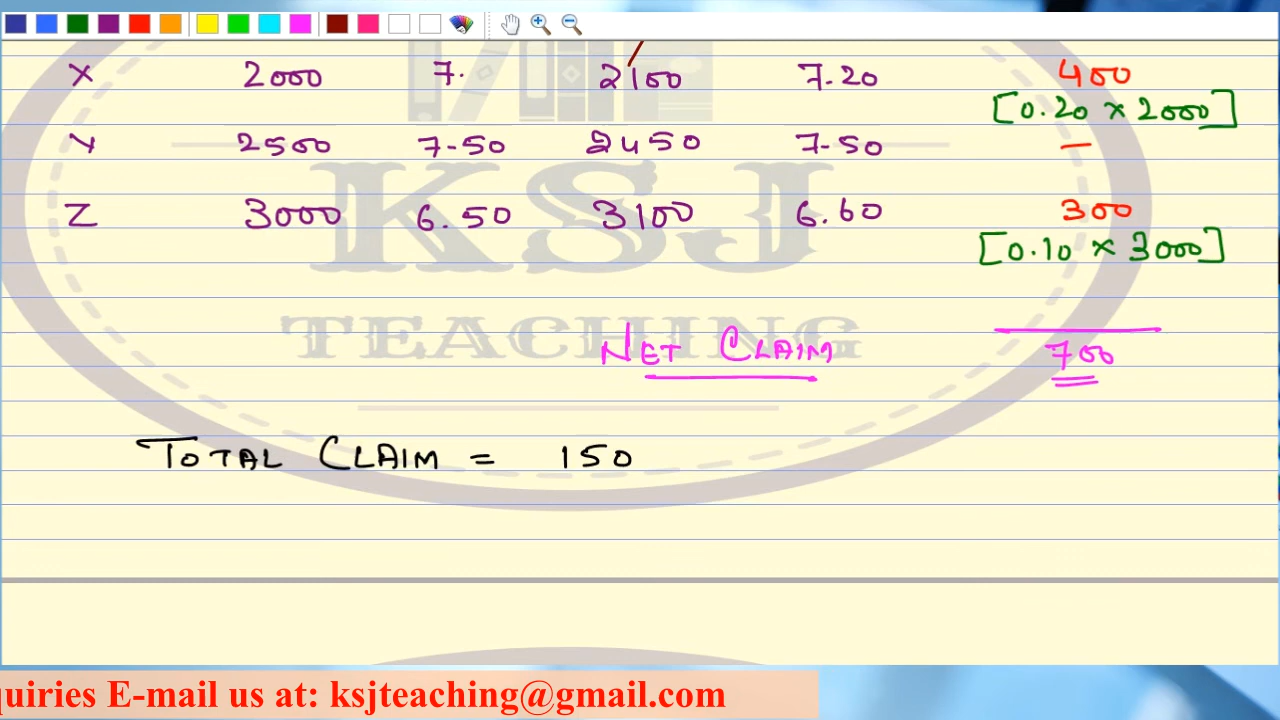 X 2000 7. 2100 7.20 400
[0.20 × 2000]
Y 2500 7-50 2450 7-50 —
Z 3000 6.50 3100 6.60 300
[0.10 × 3000]
KSJ
TEACHING
NET CLAIM 700
TOTAL CLAIM = 150
quiries E-mail us at: ksjteaching@gmail.com